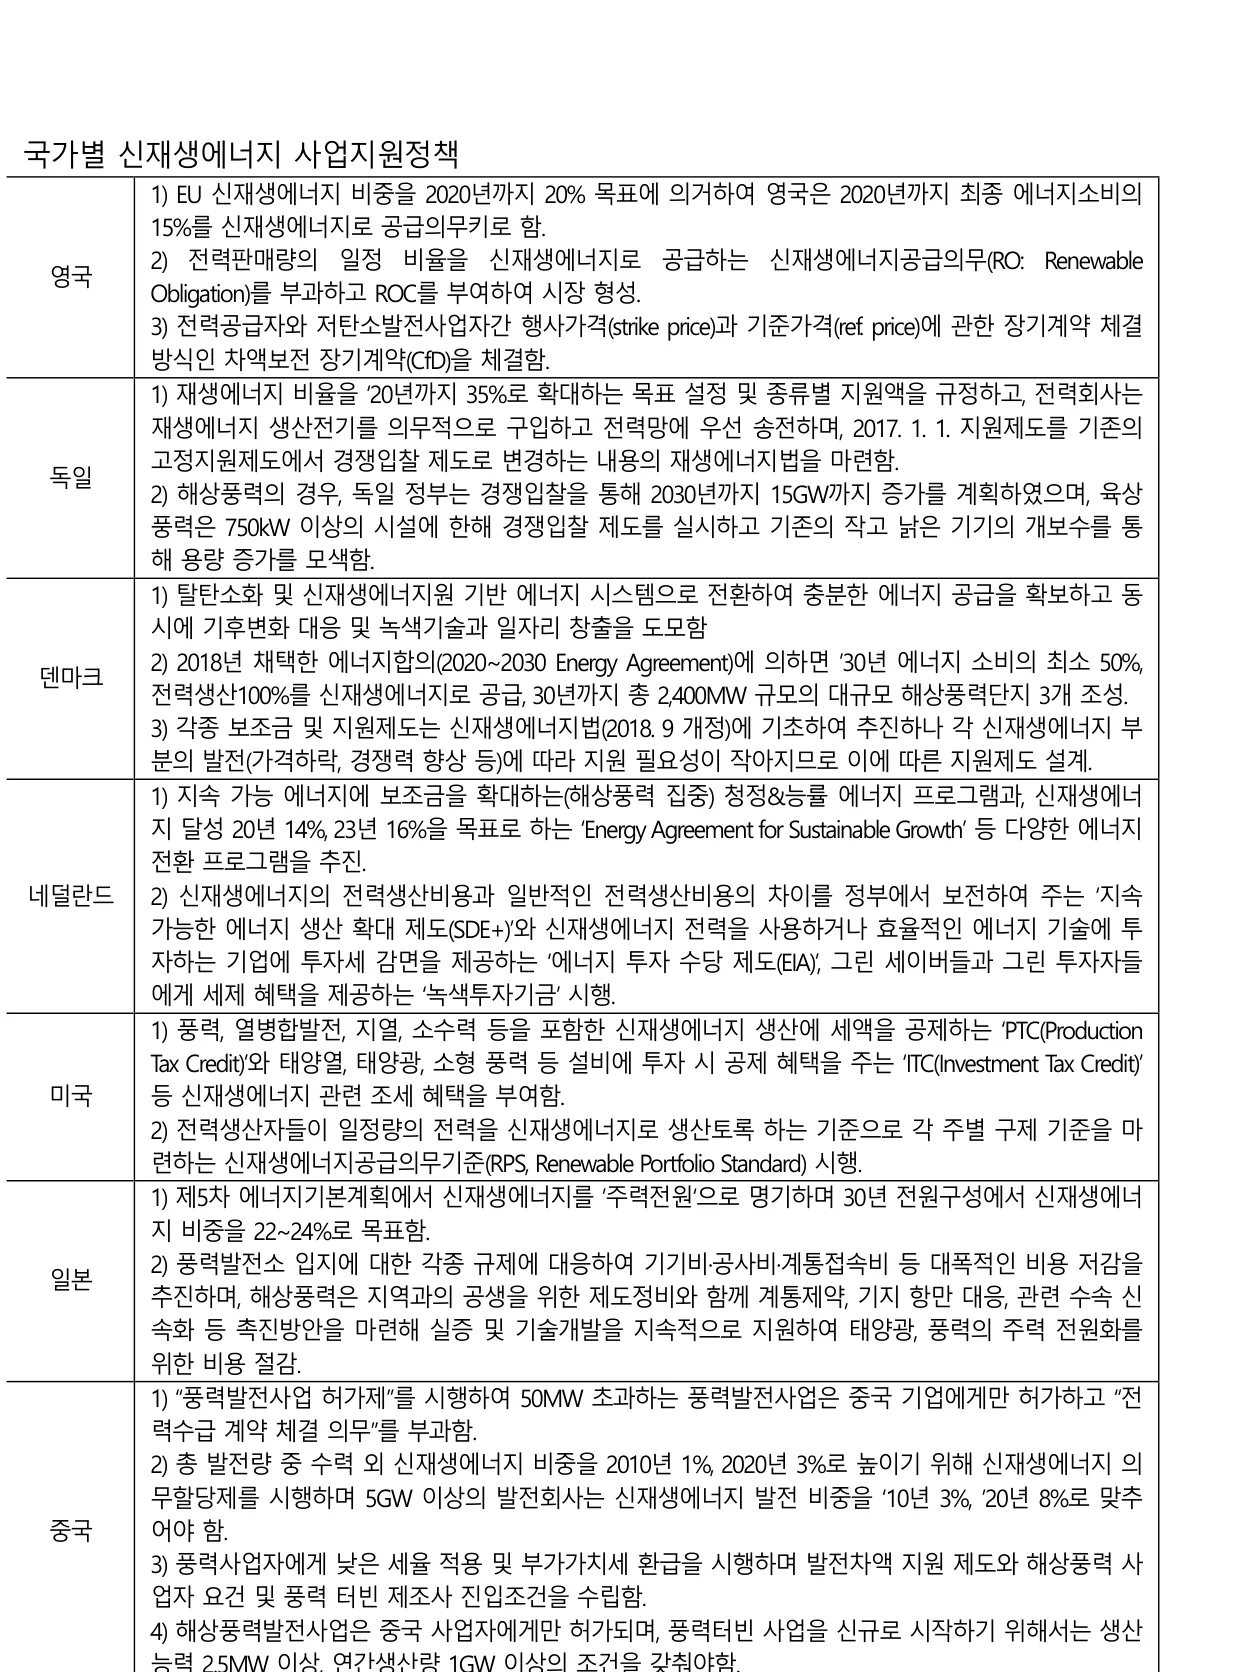 국가별 신재생에너지 사업지원정책
영국
1) EU 신재생에너지 비중을 2020년까지 20% 목표에 의거하여 영국은 2020년까지 최종 에너지소비의
15%를 신재생에너지로 공급의무키로 함.
2) 전력판매량의 일정 비율을 신재생에너지로 공급하는 신재생에너지공급의무(RO: Renewable
Obligation)를 부과하고 ROC를 부여하여 시장 형성.
3) 전력공급자와 저탄소발전사업자간 행사가격(strike price)과 기준가격(ref. price)에 관한 장기계약 체결
방식인 차액보전 장기계약(CfD)을 체결함.
독일
1) 재생에너지 비율을 ‘20년까지 35%로 확대하는 목표 설정 및 종류별 지원액을 규정하고, 전력회사는
재생에너지 생산전기를 의무적으로 구입하고 전력망에 우선 송전하며, 2017. 1. 1. 지원제도를 기존의
고정지원제도에서 경쟁입찰 제도로 변경하는 내용의 재생에너지법을 마련함.
2) 해상풍력의 경우, 독일 정부는 경쟁입찰을 통해 2030년까지 15GW까지 증가를 계획하였으며, 육상
풍력은 750kW 이상의 시설에 한해 경쟁입찰 제도를 실시하고 기존의 작고 낡은 기기의 개보수를 통
해 용량 증가를 모색함.
덴마크
1) 탈탄소화 및 신재생에너지원 기반 에너지 시스템으로 전환하여 충분한 에너지 공급을 확보하고 동
시에 기후변화 대응 및 녹색기술과 일자리 창출을 도모함
2) 2018년 채택한 에너지합의(2020~2030 Energy Agreement)에 의하면 ‘30년 에너지 소비의 최소 50%,
전력생산100%를 신재생에너지로 공급, 30년까지 총 2,400MW 규모의 대규모 해상풍력단지 3개 조성.
3) 각종 보조금 및 지원제도는 신재생에너지법(2018. 9 개정)에 기초하여 추진하나 각 신재생에너지 부
분의 발전(가격하락, 경쟁력 향상 등)에 따라 지원 필요성이 작아지므로 이에 따른 지원제도 설계.
네덜란드
1) 지속 가능 에너지에 보조금을 확대하는(해상풍력 집중) 청정&능률 에너지 프로그램과, 신재생에너
지 달성 20년 14%, 23년 16%을 목표로 하는 ‘Energy Agreement for Sustainable Growth’ 등 다양한 에너지
전환 프로그램을 추진.
2) 신재생에너지의 전력생산비용과 일반적인 전력생산비용의 차이를 정부에서 보전하여 주는 ‘지속
가능한 에너지 생산 확대 제도(SDE+)’와 신재생에너지 전력을 사용하거나 효율적인 에너지 기술에 투
자하는 기업에 투자세 감면을 제공하는 ‘에너지 투자 수당 제도(EIA)’, 그린 세이버들과 그린 투자자들
에게 세제 혜택을 제공하는 ‘녹색투자기금’ 시행.
미국
1) 풍력, 열병합발전, 지열, 소수력 등을 포함한 신재생에너지 생산에 세액을 공제하는 ‘PTC(Production
Tax Credit)’와 태양열, 태양광, 소형 풍력 등 설비에 투자 시 공제 혜택을 주는 ‘ITC(Investment Tax Credit)’
등 신재생에너지 관련 조세 혜택을 부여함.
2) 전력생산자들이 일정량의 전력을 신재생에너지로 생산토록 하는 기준으로 각 주별 구제 기준을 마
련하는 신재생에너지공급의무기준(RPS, Renewable Portfolio Standard) 시행.
일본
1) 제5차 에너지기본계획에서 신재생에너지를 ‘주력전원’으로 명기하며 30년 전원구성에서 신재생에너
지 비중을 22~24%로 목표함.
2) 풍력발전소 입지에 대한 각종 규제에 대응하여 기기비·공사비·계통접속비 등 대폭적인 비용 저감을
추진하며, 해상풍력은 지역과의 공생을 위한 제도정비와 함께 계통제약, 기지 항만 대응, 관련 수속 신
속화 등 촉진방안을 마련해 실증 및 기술개발을 지속적으로 지원하여 태양광, 풍력의 주력 전원화를
위한 비용 절감.
중국
1) “풍력발전사업 허가제”를 시행하여 50MW 초과하는 풍력발전사업은 중국 기업에게만 허가하고 “전
력수급 계약 체결 의무”를 부과함.
2) 총 발전량 중 수력 외 신재생에너지 비중을 2010년 1%, 2020년 3%로 높이기 위해 신재생에너지 의
무할당제를 시행하며 5GW 이상의 발전회사는 신재생에너지 발전 비중을 ‘10년 3%, ‘20년 8%로 맞추
어야 함.
3) 풍력사업자에게 낮은 세율 적용 및 부가가치세 환급을 시행하며 발전차액 지원 제도와 해상풍력 사
업자 요건 및 풍력 터빈 제조사 진입조건을 수립함.
4) 해상풍력발전사업은 중국 사업자에게만 허가되며, 풍력터빈 사업을 신규로 시작하기 위해서는 생산
능력 2.5MW 이상, 연간생산량 1GW 이상의 조건을 갖춰야함.